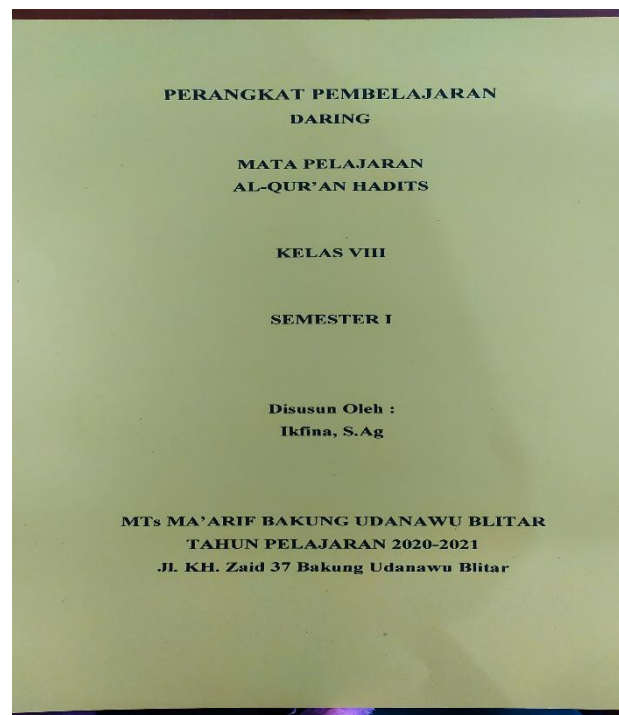 PERANGKAT PEMBELAJARAN
DARING
MATA PELAJARAN
AL-QUR'AN HADITS
KELAS VIII
SEMESTER I
Disusun Oleh :
Ikfina, S.Ag
MTs MA'ARIF BAKUNG UDANAWU BLITAR
TAHUN PELAJARAN 2020-2021
Jl. KH. Zaid 37 Bakung Udanawu Blitar